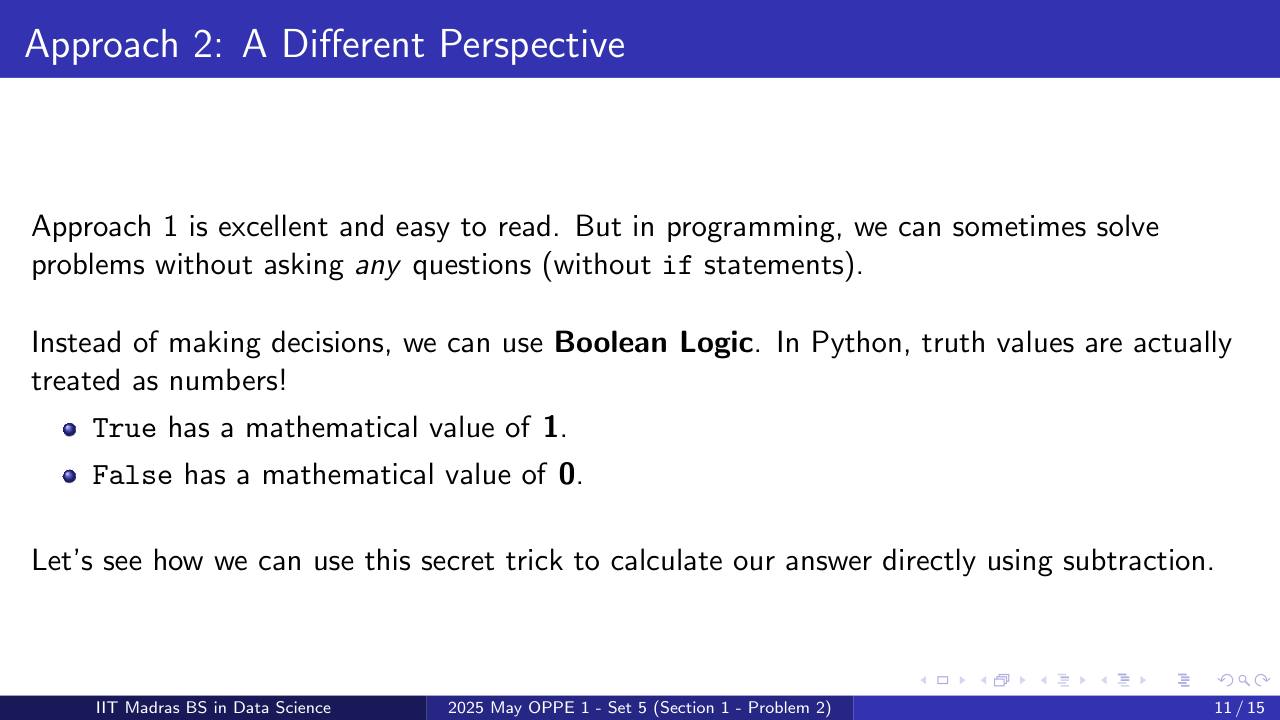 Approach 2: A Different Perspective
Approach 1 is excellent and easy to read. But in programming, we can sometimes solve
problems without asking any questions (without if statements).
Instead of making decisions, we can use Boolean Logic. In Python, truth values are actually
treated as numbers!
True has a mathematical value of 1.
False has a mathematical value of 0.
Let's see how we can use this secret trick to calculate our answer directly using subtraction.
IIT Madras BS in Data Science
2025 May OPPE 1 - Set 5 (Section 1 - Problem 2)
11 / 15